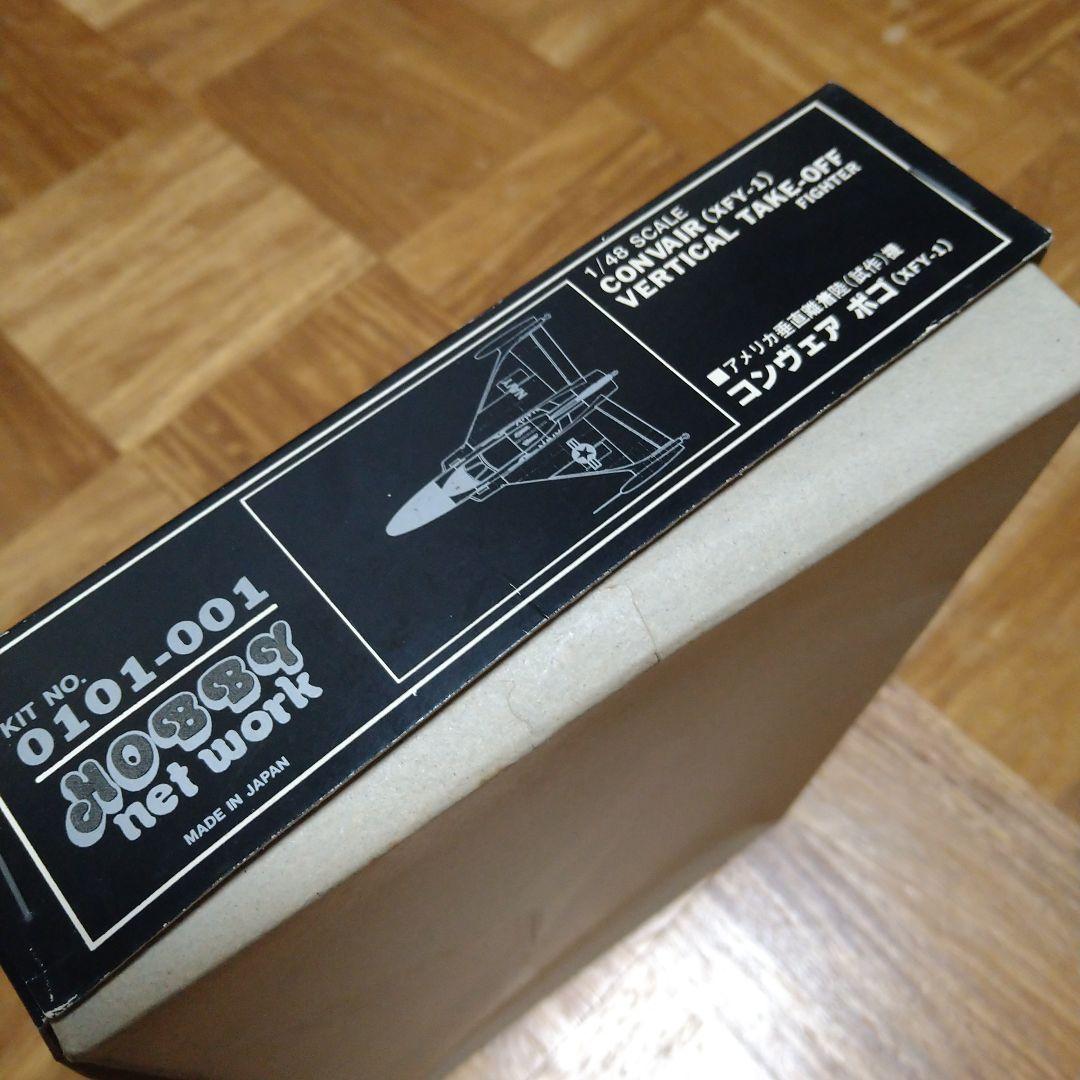 KIT NO.
0101-001
HOBBY
net work
MADE IN JAPAN
NAVY
1/48 SCALE
CONVAIR (XFY-1)
VERTICAL TAKE-OFF
FIGHTER
■アメリカ垂直離着陸(試作)機
コンヴェア ポゴ(XFY-1)